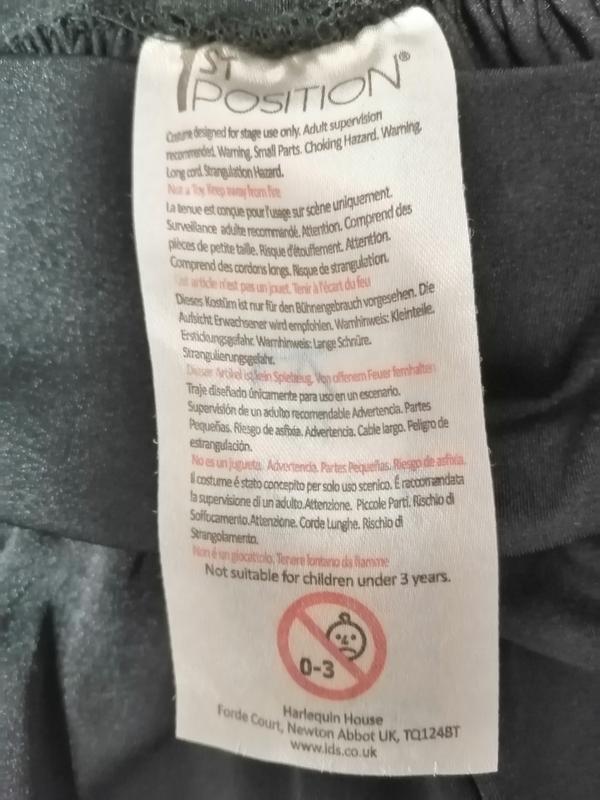 1ST
POSITION®
Costume designed for stage use only. Adult supervision
recommended. Warning, Small Parts. Choking Hazard. Warning,
Long cord. Strangulation Hazard.
Not a Toy. Keep away from fire
La tenue est conçue pour l'usage sur scène uniquement.
Surveillance adulte recommandé. Attention. Comprend des
pièces de petite taille. Risque d'étouffement. Attention.
Comprend des cordons longs. Risque de strangulation.
Cet article n'est pas un jouet. Tenir à l'écart du feu
Dieses Kostüm ist nur für den Bühnengebrauch vorgesehen. Die
Aufsicht Erwachsener wird empfohlen. Warnhinweis: Kleinteile.
Erstickungsgefahr. Warnhinweis: Lange Schnüre.
Strangulierungsgefahr.
Dieser Artikel ist kein Spielzeug. Von offenem Feuer fernhalten
Traje diseñado únicamente para uso en un escenario.
Supervisión de un adulto recomendable Advertencia. Partes
Pequeñas. Riesgo de asfixia. Advertencia. Cable largo. Peligro de
estrangulación.
No es un juguete. Advertencia. Partes Pequeñas. Riesgo de asfixia.
Il costume é stato concepito per solo uso scenico. É raccomandata
la supervisione di un adulto.Attenzione. Piccole Parti. Rischio di
Soffocamento.Attenzione. Corde Lunghe. Rischio di
Strangolamento.
Non é un giocattolo. Tenere lontano da fiamme
Not suitable for children under 3 years.
0-3
Harlequin House
Forde Court, Newton Abbot UK, TQ124BT
www.ids.co.uk